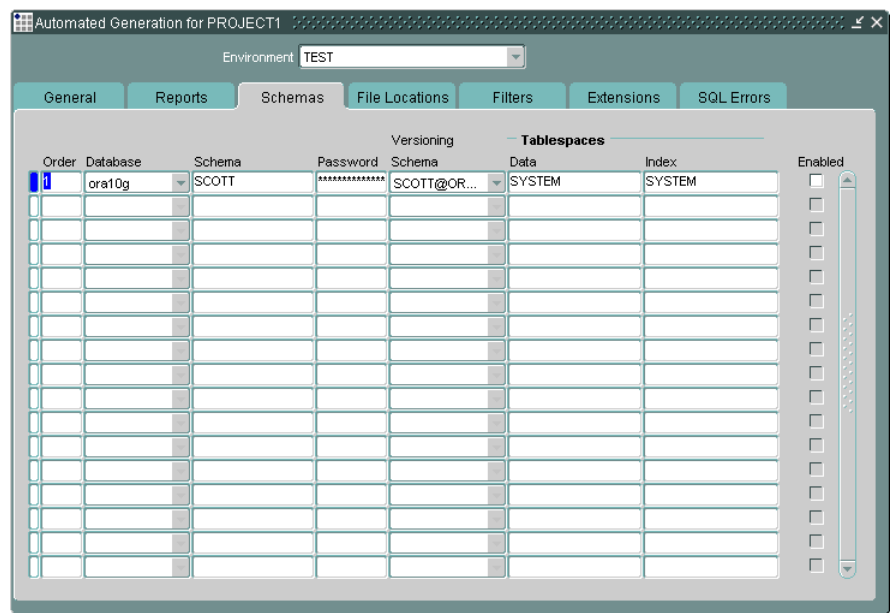 Automated Generation for PROJECT1
Environment TEST
General Reports Schemas File Locations Filters Extensions SQL Errors
Versioning Tablespaces
Order Database Schema Password Schema Data Index Enabled
1 ora10g SCOTT ************** SCOTT@OR... SYSTEM SYSTEM